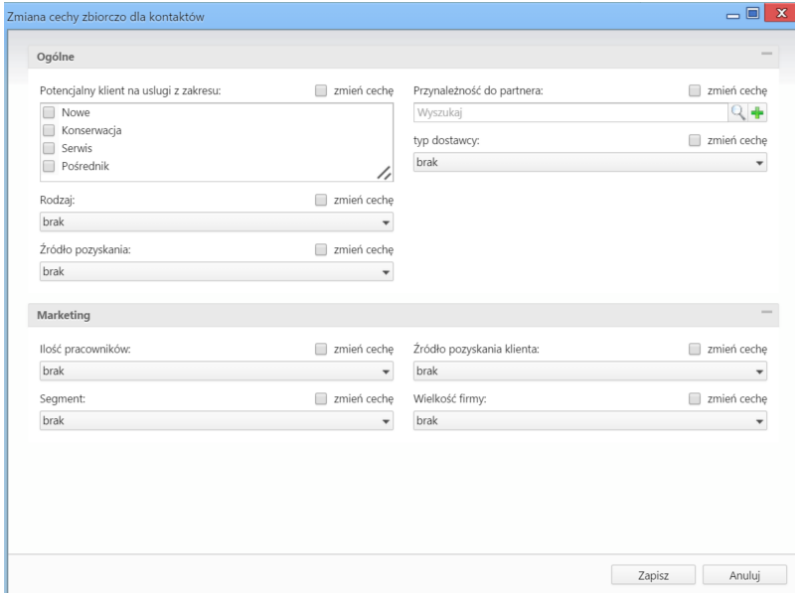 Zmiana cechy zbiorczo dla kontaktów
Ogólne
Potencjalny klient na uslugi z zakresu: zmień cechę
Nowe
Konserwacja
Serwis
Pośrednik
Przynależność do partnera: zmień cechę
Wyszukaj
typ dostawcy: zmień cechę
brak
Rodzaj: zmień cechę
brak
Źródło pozyskania: zmień cechę
brak
Marketing
Ilość pracowników: zmień cechę
brak
Źródło pozyskania klienta: zmień cechę
brak
Segment: zmień cechę
brak
Wielkość firmy: zmień cechę
brak
Zapisz
Anuluj